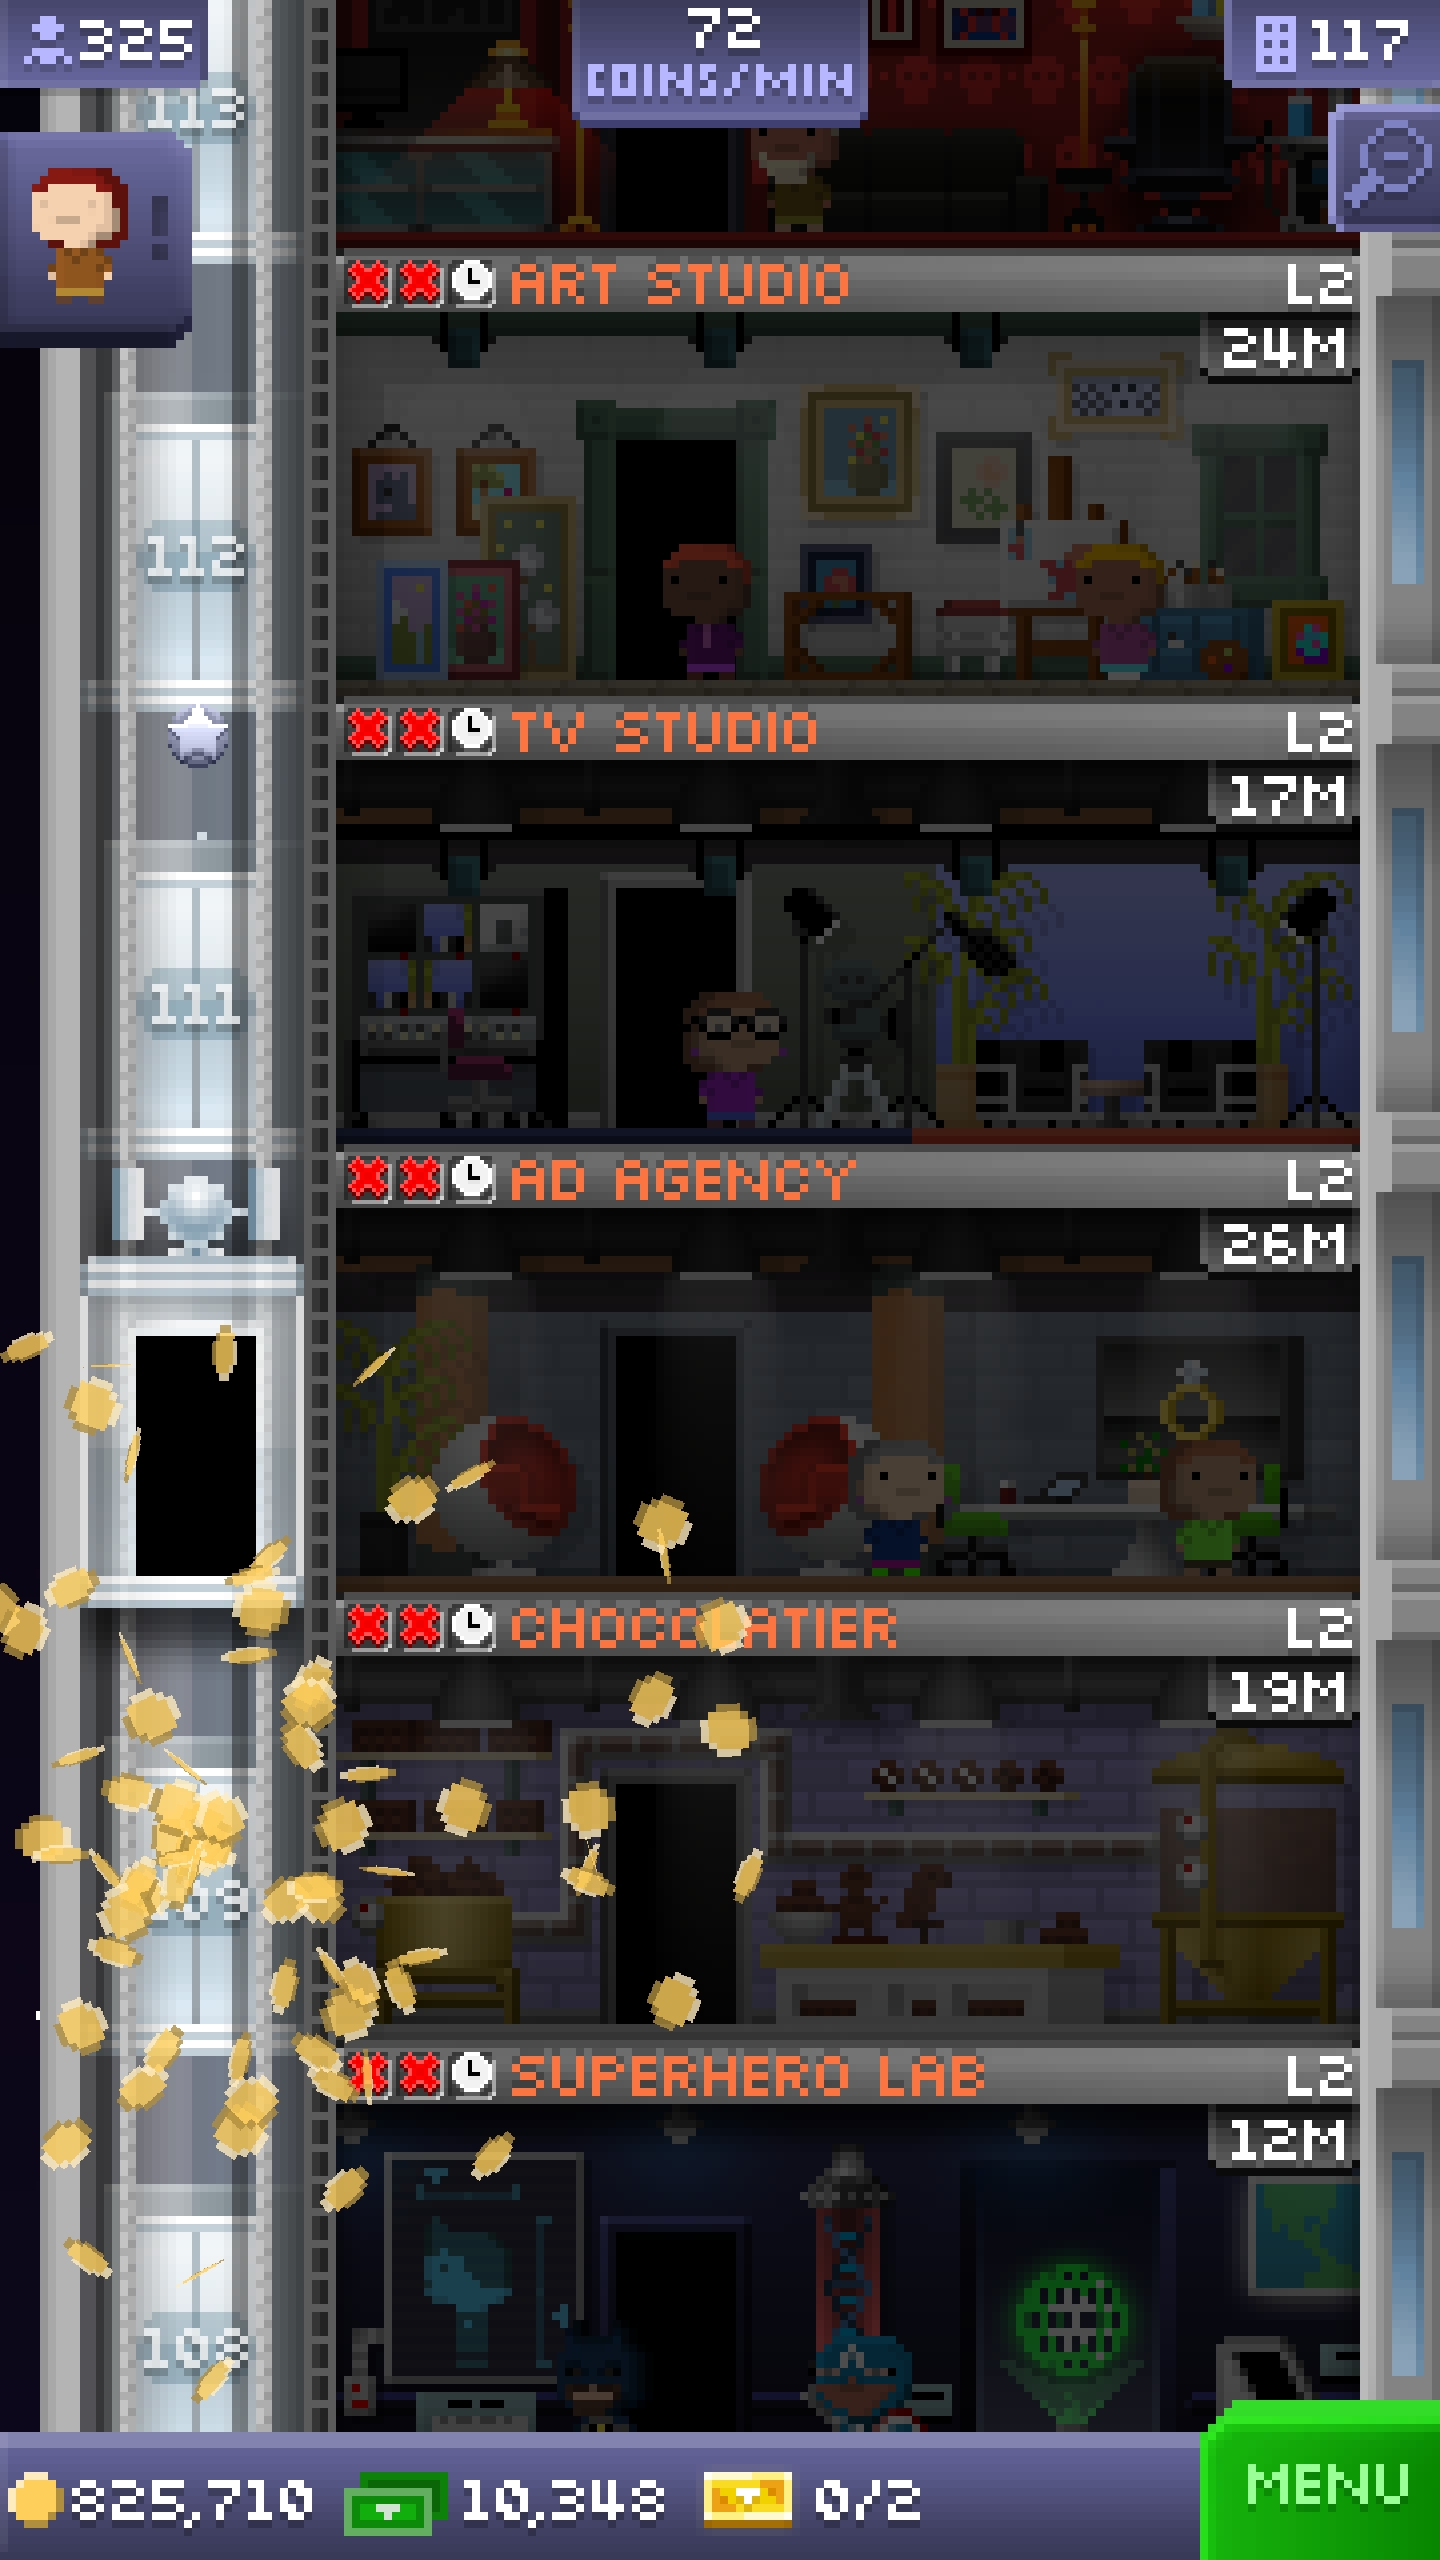 325
72
COINS/MIN
117
113
ART STUDIO
L2
24M
112
TV STUDIO
L2
17M
111
AD AGENCY
L2
26M
CHOCOLATIER
L2
19M
109
SUPERHERO LAB
L2
12M
108
825,710
10,348
0/2
MENU